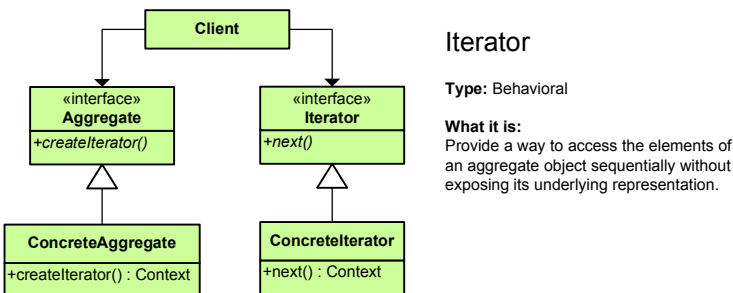 Client
«interface»
Aggregate
+createIterator()
«interface»
Iterator
+next()
ConcreteAggregate
+createIterator() : Context
ConcreteIterator
+next() : Context
Iterator
Type: Behavioral
What it is:
Provide a way to access the elements of
an aggregate object sequentially without
exposing its underlying representation.